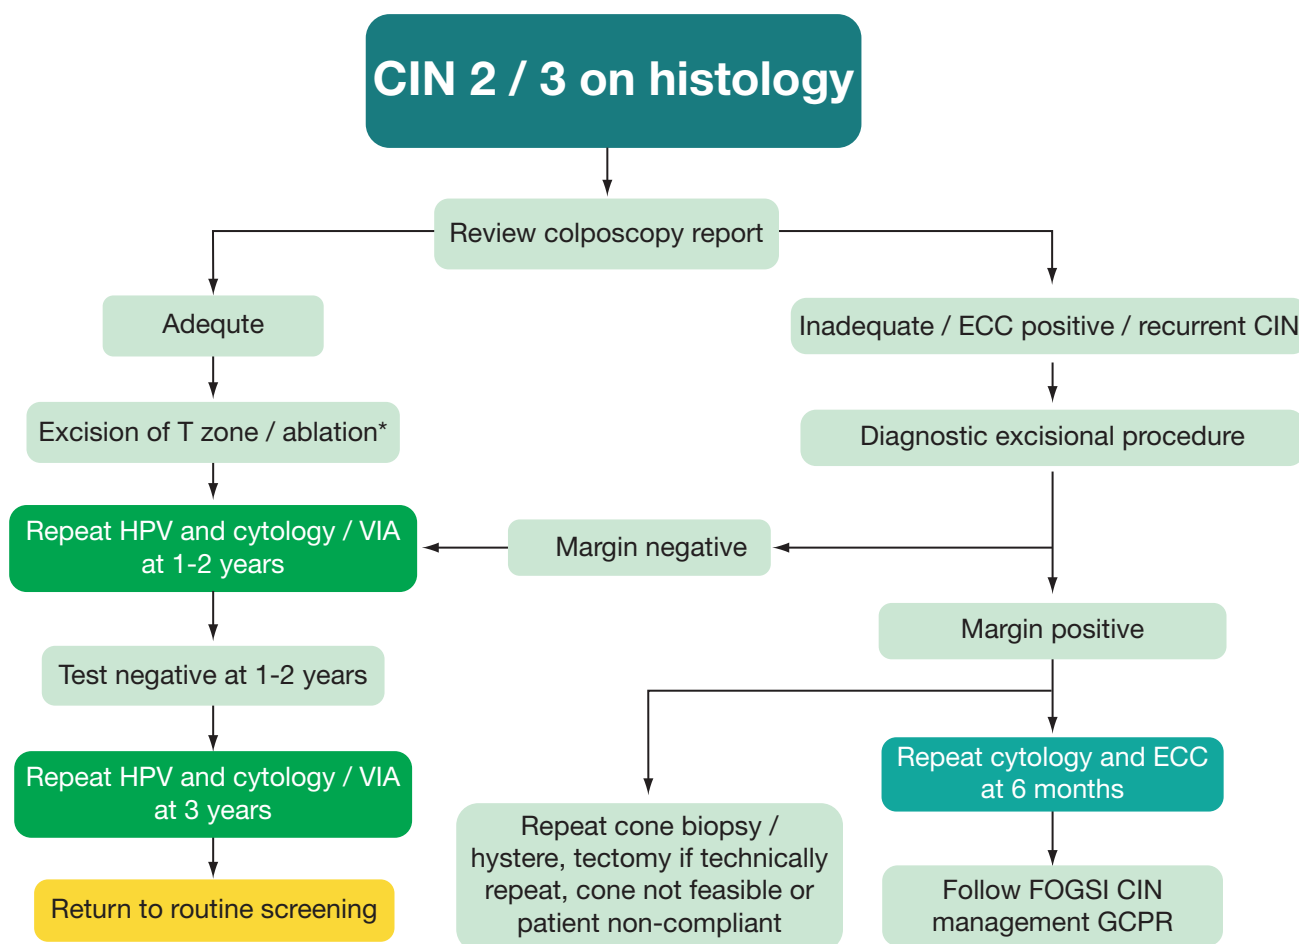 CIN 2 / 3 on histology
Review colposcopy report
Adequte
Inadequate / ECC positive / recurrent CIN
Excision of T zone / ablation*
Diagnostic excisional procedure
Repeat HPV and cytology / VIA
at 1-2 years
Margin negative
Margin positive
Test negative at 1-2 years
Repeat HPV and cytology / VIA
at 3 years
Repeat cytology and ECC
at 6 months
Repeat cone biopsy /
hystere, tectomy if technically
repeat, cone not feasible or
patient non-compliant
Return to routine screening
Follow FOGSI CIN
management GCPR